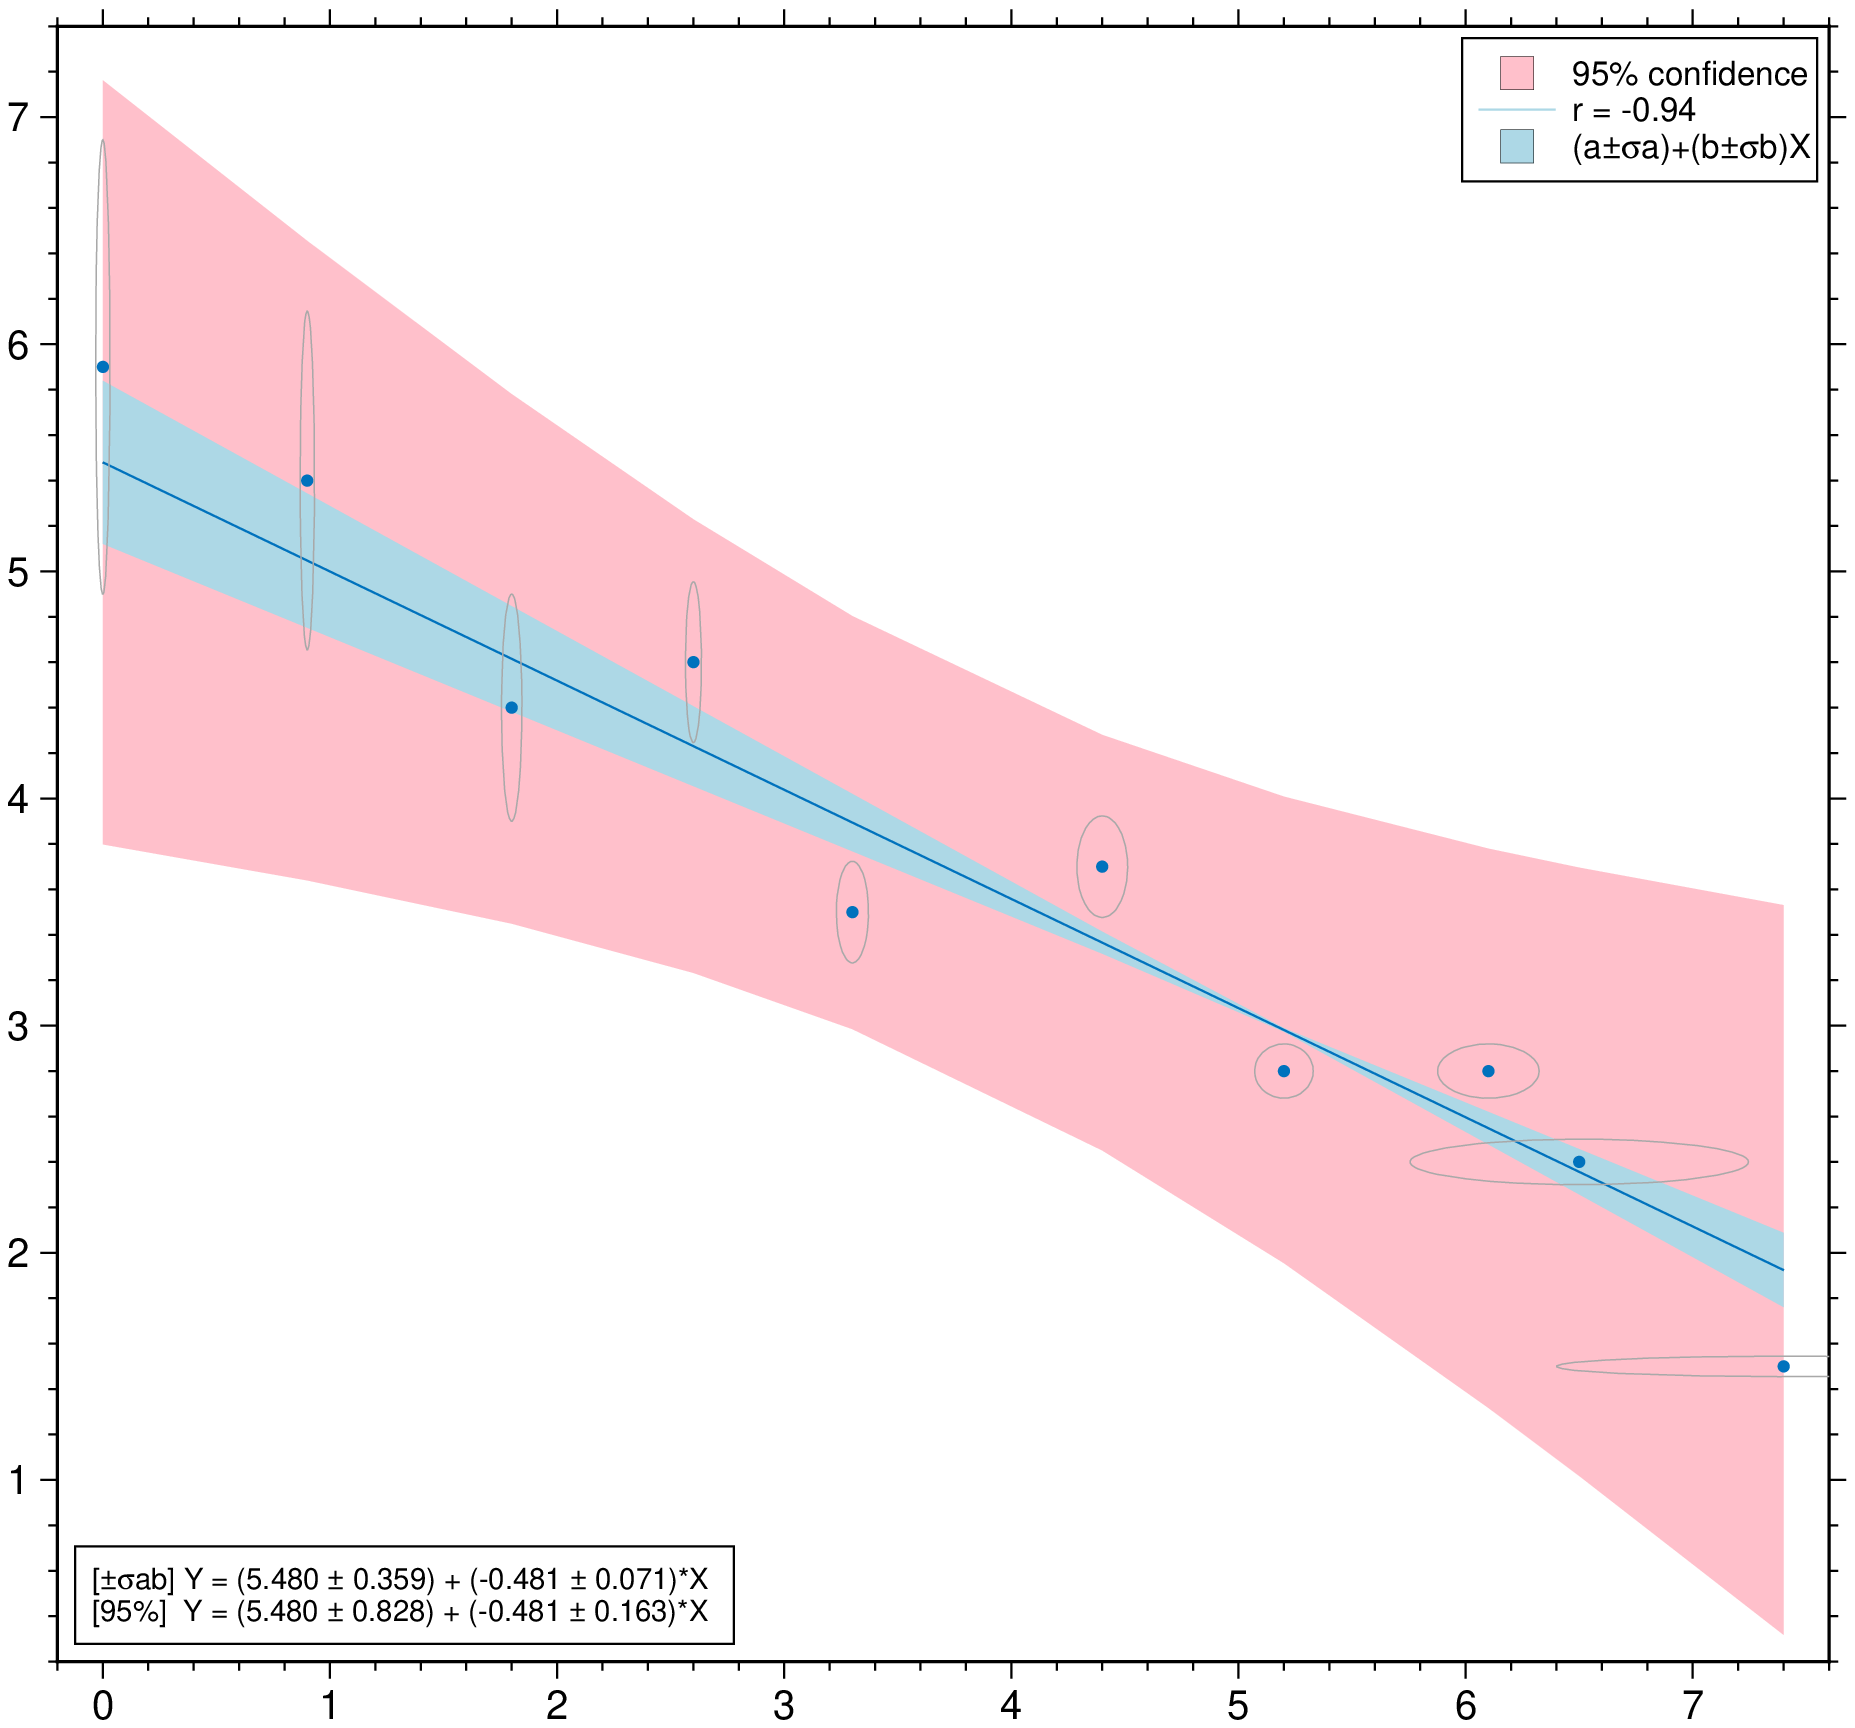 95% confidence
r = -0.94
(a±σa)+(b±σb)X
7
6
5
4
3
2
1
[±σab] Y = (5.480 ± 0.359) + (-0.481 ± 0.071)*X
[95%] Y = (5.480 ± 0.828) + (-0.481 ± 0.163)*X
0 1 2 3 4 5 6 7